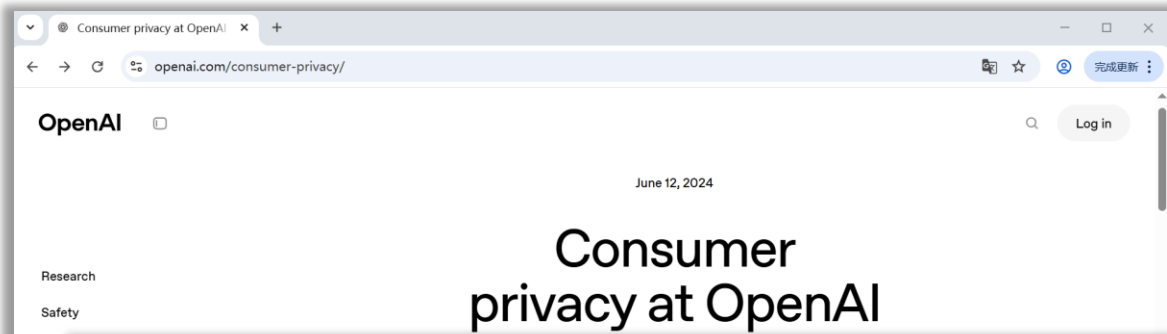 Consumer privacy at OpenAI
openai.com/consumer-privacy/
完成更新
OpenAI
Log in
June 12, 2024
Consumer
privacy at OpenAI
Research
Safety